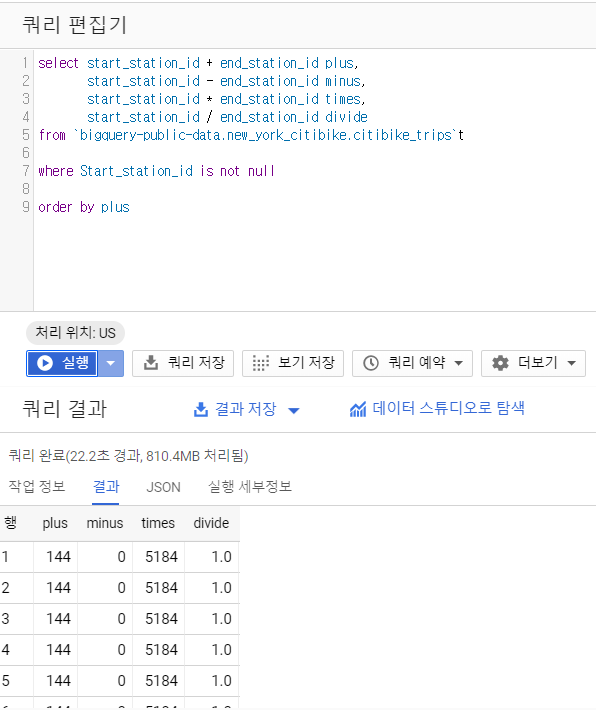 쿼리 편집기
1 select start_station_id + end_station_id plus,
2 start_station_id - end_station_id minus,
3 start_station_id * end_station_id times,
4 start_station_id / end_station_id divide
5 from `bigquery-public-data.new_york_citibike.citibike_trips`t
6
7 where Start_station_id is not null
8
9 order by plus
처리 위치: US
실행 쿼리 저장 보기 저장 쿼리 예약 더보기
쿼리 결과 결과 저장 데이터 스튜디오로 탐색
쿼리 완료(22.2초 경과, 810.4MB 처리됨)
작업 정보 결과 JSON 실행 세부정보
행 plus minus times divide
1 144 0 5184 1.0
2 144 0 5184 1.0
3 144 0 5184 1.0
4 144 0 5184 1.0
5 144 0 5184 1.0